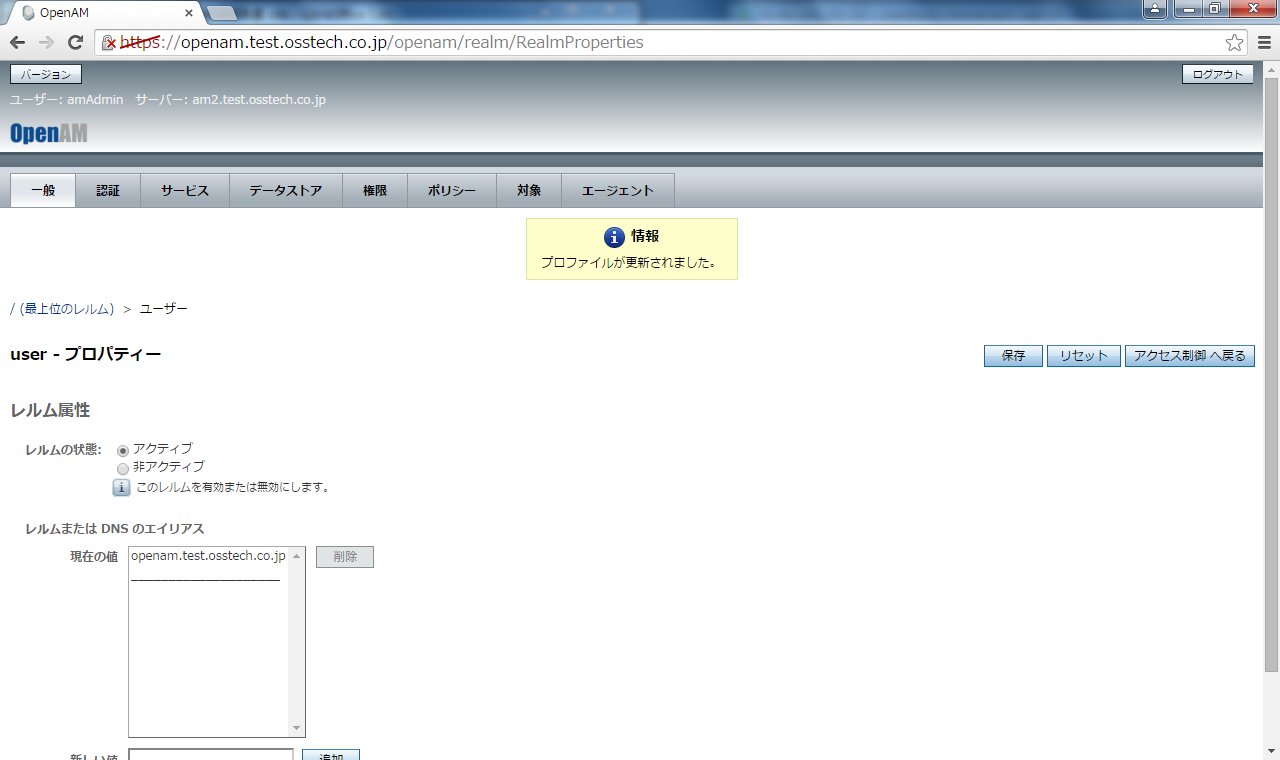 OpenAM
https://openam.test.osstech.co.jp/openam/realm/RealmProperties
バージョン
ログアウト
ユーザー: amAdmin サーバー: am2.test.osstech.co.jp
OpenAM
一般 認証 サービス データストア 権限 ポリシー 対象 エージェント
情報
プロファイルが更新されました。
/ (最上位のレルム) > ユーザー
user - プロパティー
保存 リセット アクセス制御 へ戻る
レルム属性
レルムの状態: アクティブ
非アクティブ
このレルムを有効または無効にします。
レルムまたは DNS のエイリアス
現在の値 openam.test.osstech.co.jp 削除
新しい値 追加